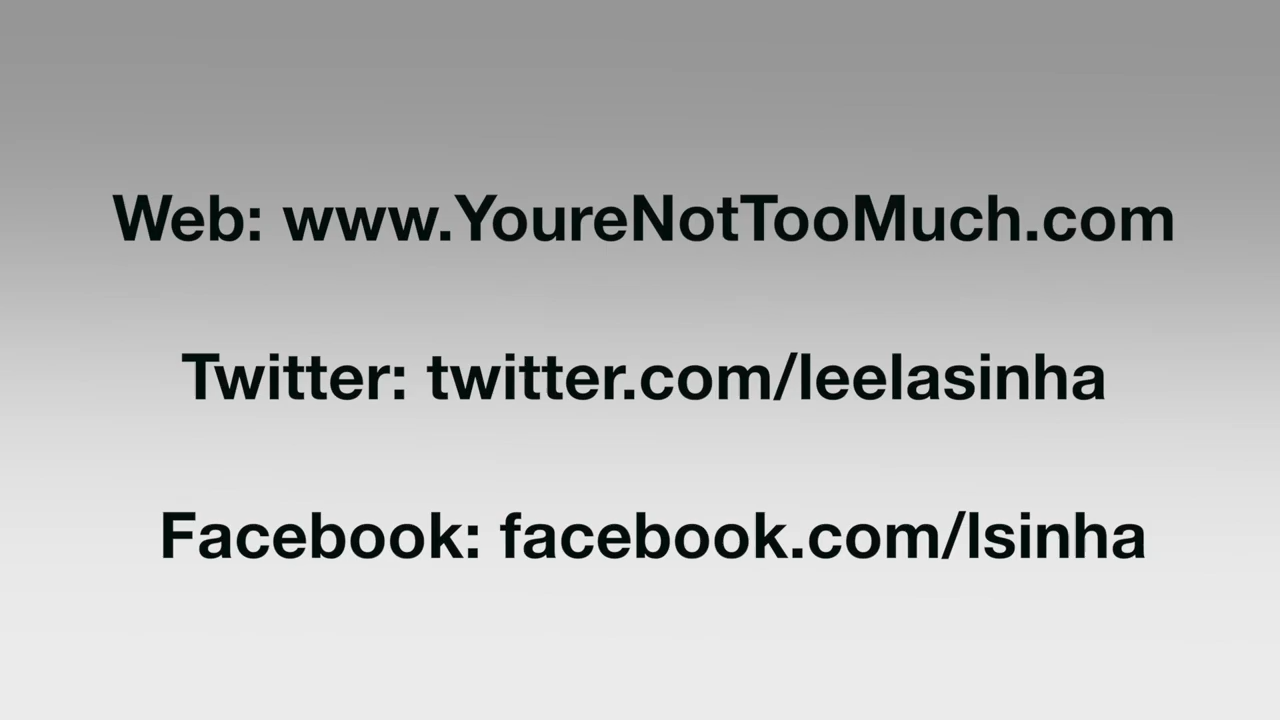 Web: www.YoureNotTooMuch.com
Twitter: twitter.com/leelasinha
Facebook: facebook.com/lsinha